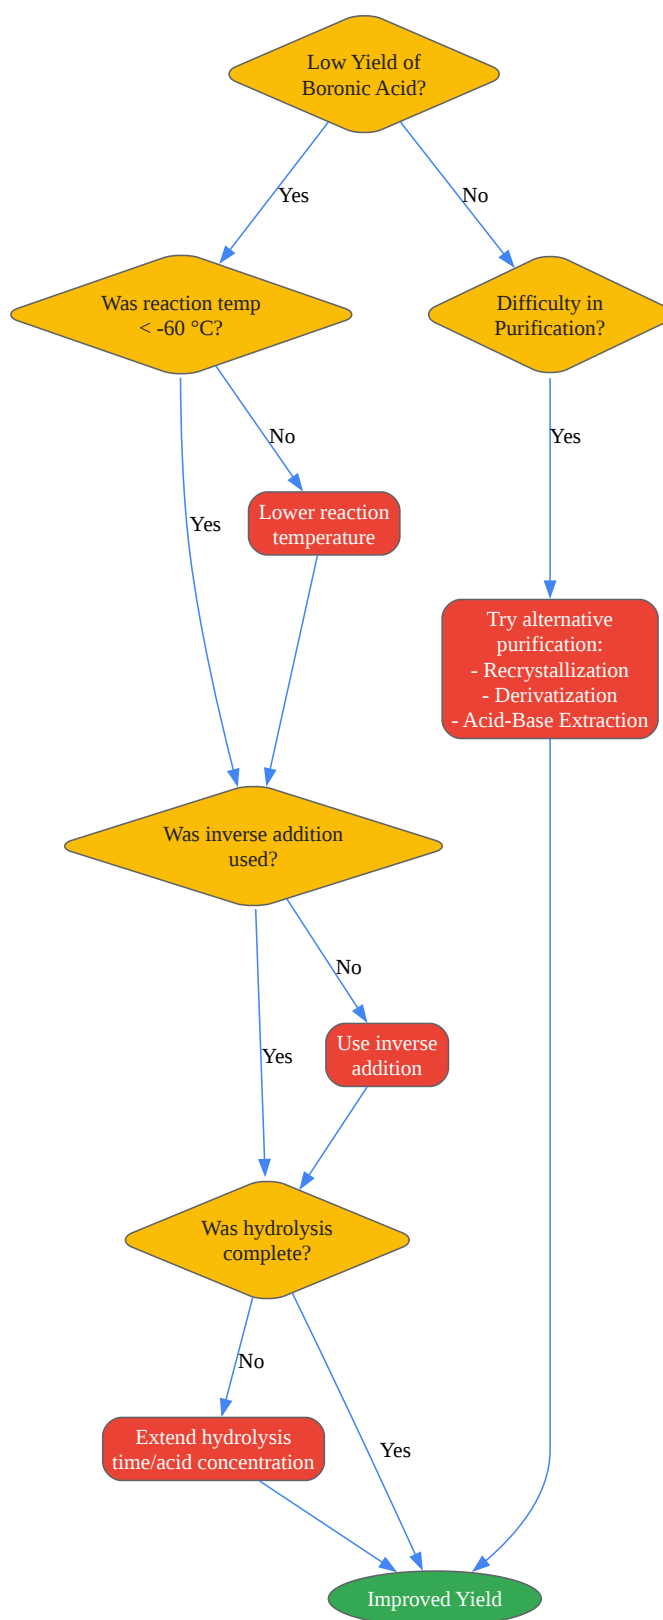 Low Yield of
Boronic Acid?
Yes
No
Was reaction temp
< -60 °C?
Difficulty in
Purification?
No
Yes
Yes
Lower reaction
temperature
Try alternative
purification:
- Recrystallization
- Derivatization
- Acid-Base Extraction
Was inverse addition
used?
No
Yes
Use inverse
addition
Was hydrolysis
complete?
No
Yes
Extend hydrolysis
time/acid concentration
Improved Yield